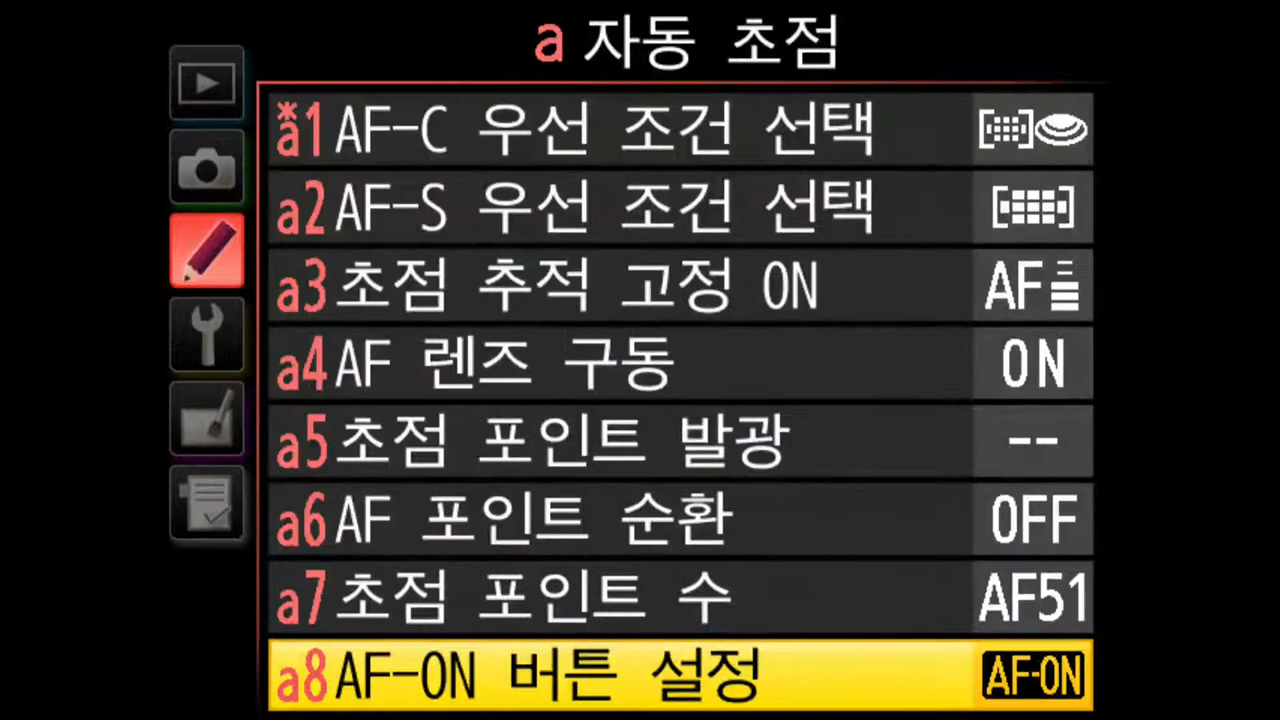 a 자동 초점
*a1 AF-C 우선 조건 선택
a2 AF-S 우선 조건 선택
a3 초점 추적 고정 ON AF
a4 AF 렌즈 구동 ON
a5 초점 포인트 발광 --
a6 AF 포인트 순환 OFF
a7 초점 포인트 수 AF51
a8 AF-ON 버튼 설정 AF-ON